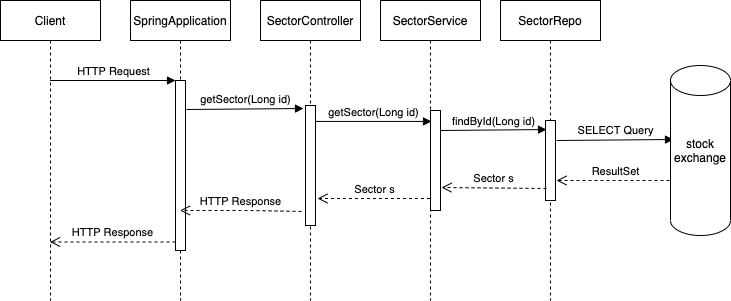 Client
SpringApplication
SectorController
SectorService
SectorRepo
HTTP Request
getSector(Long id)
getSector(Long id)
findById(Long id)
SELECT Query
stock
exchange
ResultSet
Sector s
Sector s
HTTP Response
HTTP Response